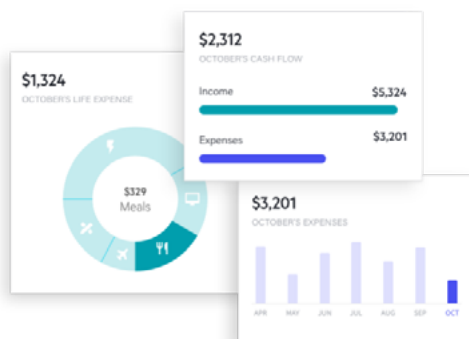 $1,324
OCTOBER'S LIFE EXPENSE
$329
Meals
$2,312
OCTOBER'S CASH FLOW
Income $5,324
Expenses $3,201
$3,201
OCTOBER'S EXPENSES
APR MAY JUN JUL AUG SEP OCT